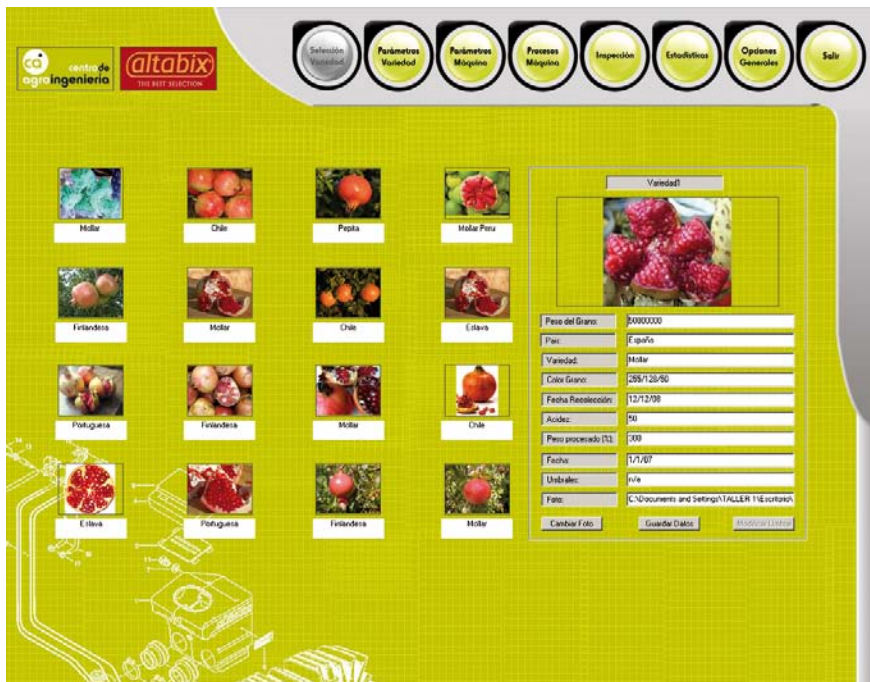 ca
centro de
agroingeniería
altabix
THE BEST SELECTION
Selección
Variedad
Parámetros
Variedad
Parámetros
Máquina
Procesos
Máquina
Inspección
Estadísticas
Opciones
Generales
Salir
Mollar
Chile
Pepita
Mollar Peru
Finlandesa
Mollar
Chile
Eslava
Portuguesa
Finlandesa
Mollar
Chile
Eslava
Portuguesa
Finlandesa
Mollar
Variedad1
Peso del Grano: 50000000
Pais: España
Variedad: Mollar
Color Grano: 255/128/50
Fecha Recolección: 12/12/08
Acidez: 50
Peso procesado (%): 300
Fecha: 1/1/07
Umbrales: n/e
Foto: C:\Documents and Settings\TALLER 1\Escritorio\
Cambiar Foto
Guardar Datos
Modificar Umbral